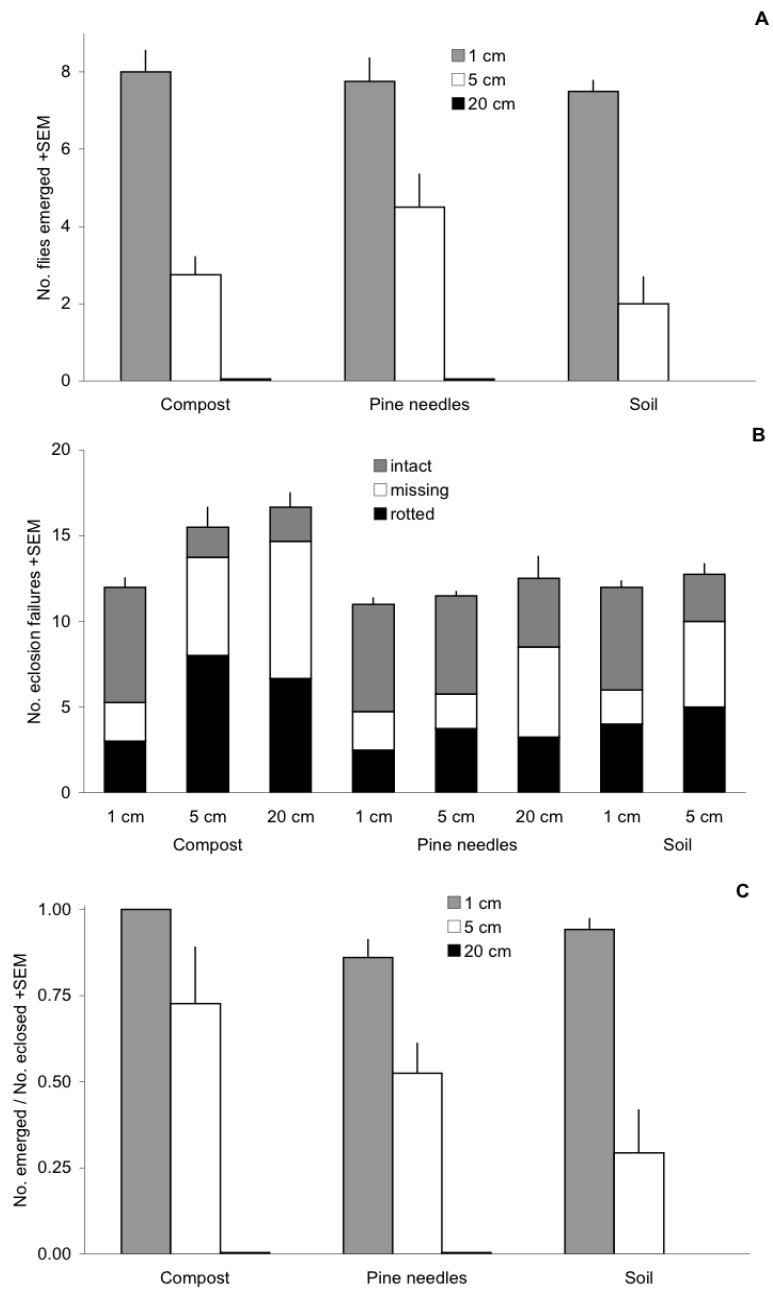 A
No. flies emerged +SEM
8
6
4
2
0
1 cm
5 cm
20 cm
Compost Pine needles Soil
B
No. eclosion failures +SEM
20
15
10
5
0
intact
missing
rotted
1 cm 5 cm 20 cm 1 cm 5 cm 20 cm 1 cm 5 cm
Compost Pine needles Soil
C
No. emerged / No. eclosed +SEM
1.00
0.75
0.50
0.25
0.00
1 cm
5 cm
20 cm
Compost Pine needles Soil